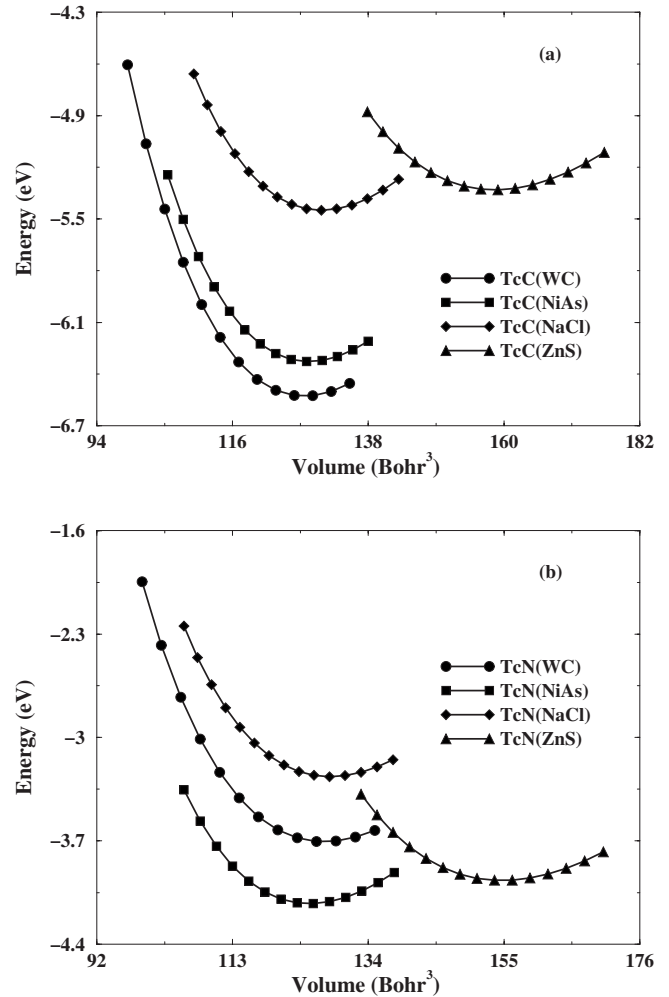 −4.3
(a)
−4.9
Energy (eV)
−5.5
TcC(WC)
TcC(NiAs)
−6.1
TcC(NaCl)
TcC(ZnS)
−6.7
94 116 138 160 182
Volume (Bohr³)
−1.6
(b)
−2.3
TcN(WC)
Energy (eV)
TcN(NiAs)
−3
TcN(NaCl)
TcN(ZnS)
−3.7
−4.4
92 113 134 155 176
Volume (Bohr³)